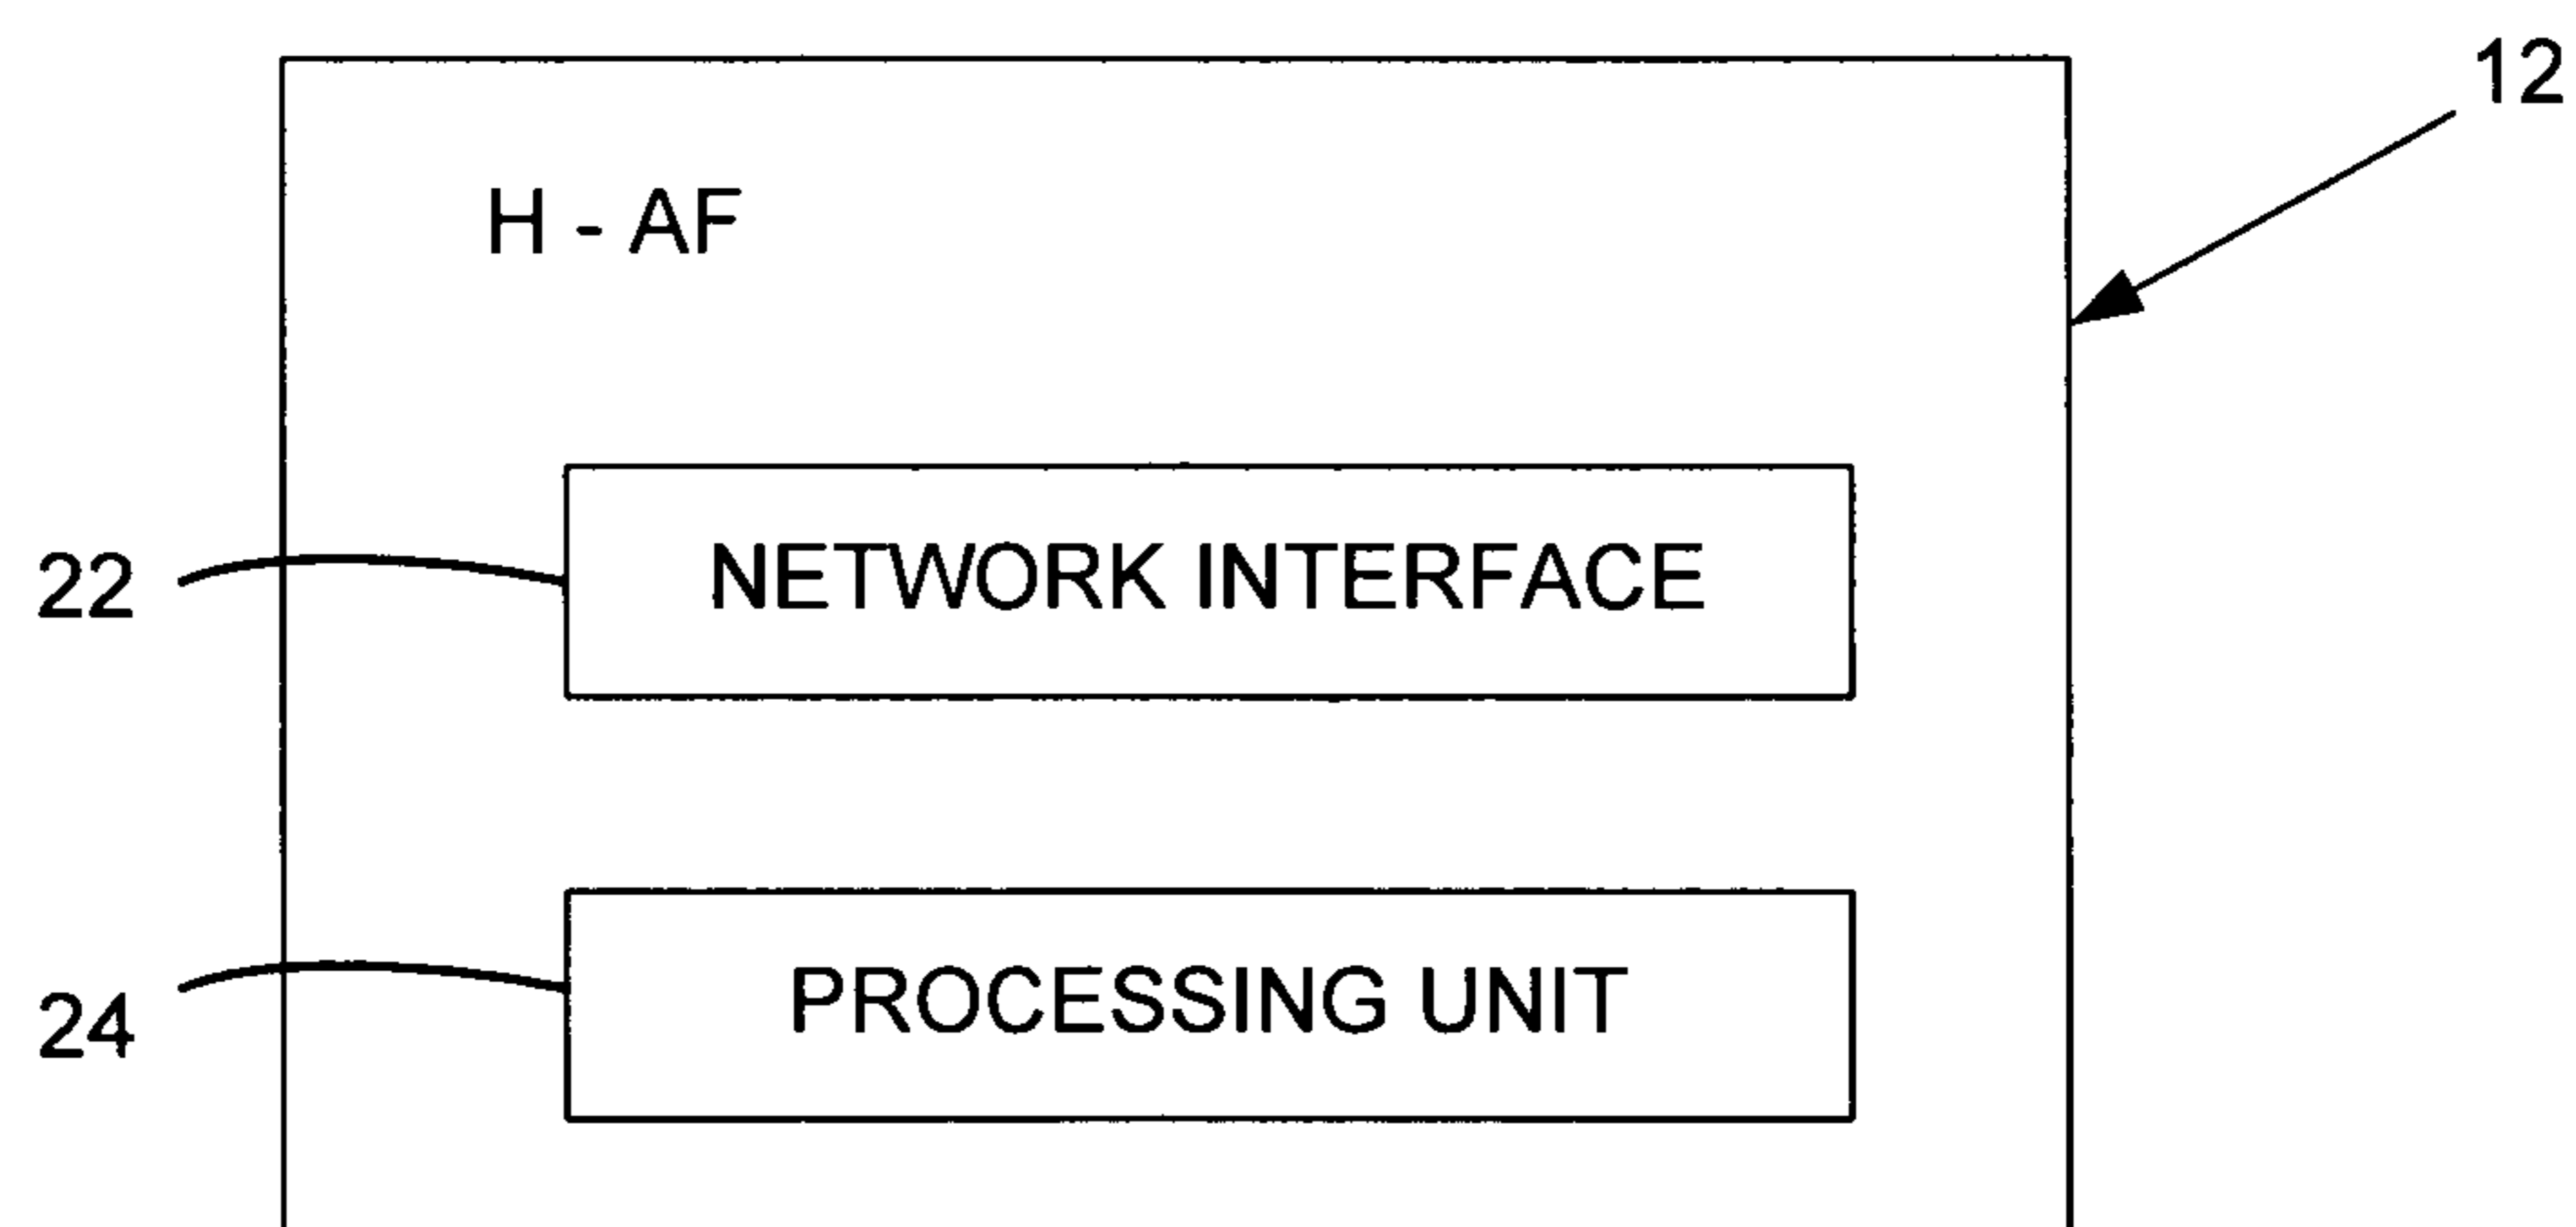 12
H - AF
22
NETWORK INTERFACE
24
PROCESSING UNIT